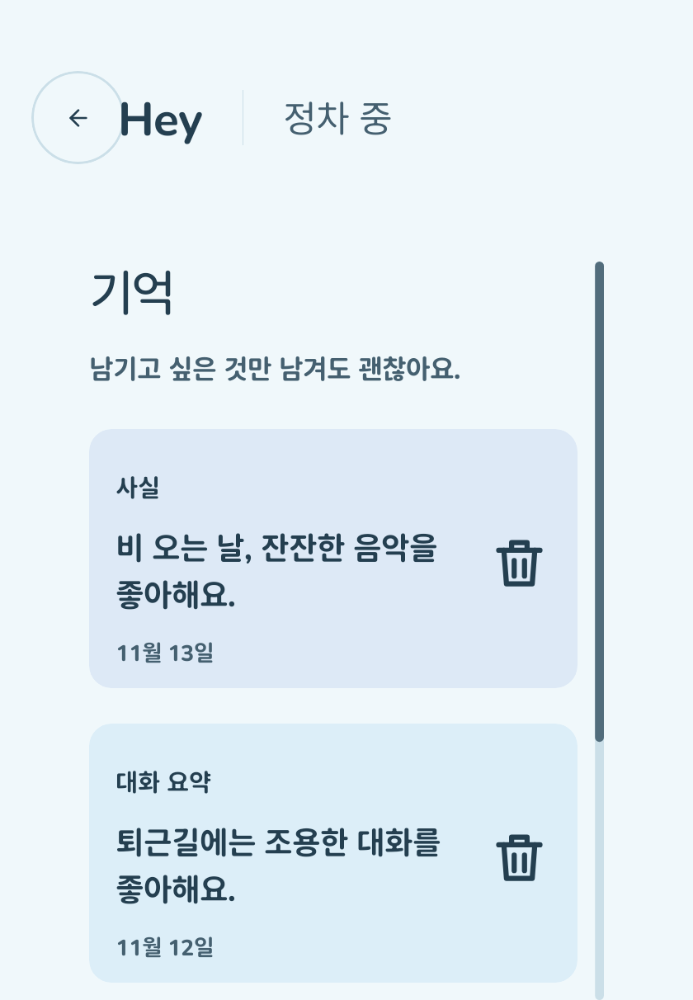 Hey
정차 중
기억
남기고 싶은 것만 남겨도 괜찮아요.
사실
비 오는 날, 잔잔한 음악을
좋아해요.
11월 13일
대화 요약
퇴근길에는 조용한 대화를
좋아해요.
11월 12일